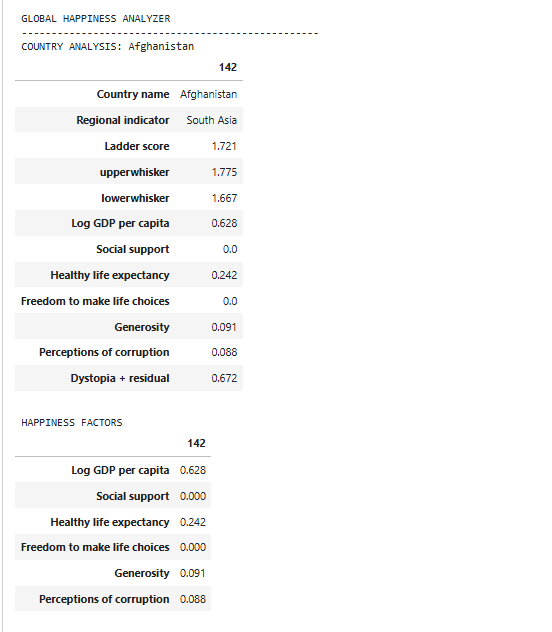 GLOBAL HAPPINESS ANALYZER
--------------------------------------------------
COUNTRY ANALYSIS: Afghanistan
142
Country name Afghanistan
Regional indicator South Asia
Ladder score 1.721
upperwhisker 1.775
lowerwhisker 1.667
Log GDP per capita 0.628
Social support 0.0
Healthy life expectancy 0.242
Freedom to make life choices 0.0
Generosity 0.091
Perceptions of corruption 0.088
Dystopia + residual 0.672
HAPPINESS FACTORS
142
Log GDP per capita 0.628
Social support 0.000
Healthy life expectancy 0.242
Freedom to make life choices 0.000
Generosity 0.091
Perceptions of corruption 0.088